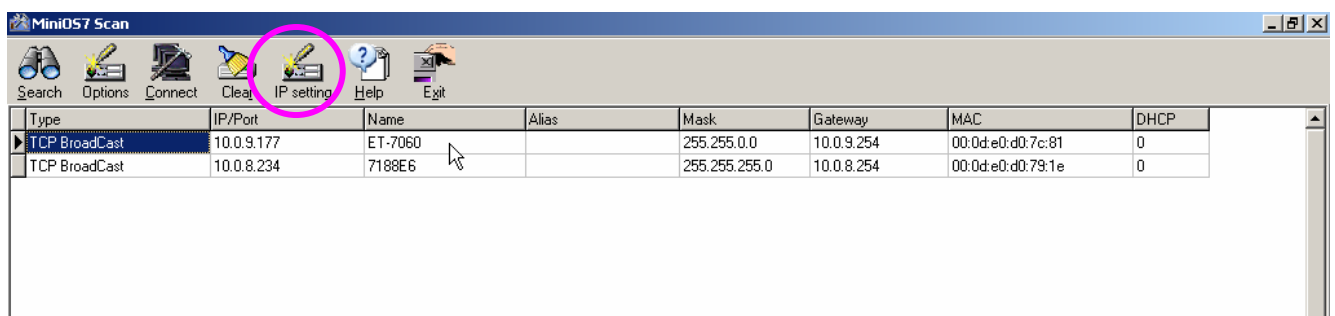 MiniOS7 Scan
Search Options Connect Clear IP setting Help Exit
Type IP/Port Name Alias Mask Gateway MAC DHCP
TCP BroadCast 10.0.9.177 ET-7060 255.255.0.0 10.0.9.254 00:0d:e0:d0:7c:81 0
TCP BroadCast 10.0.8.234 7188E6 255.255.255.0 10.0.8.254 00:0d:e0:d0:79:1e 0